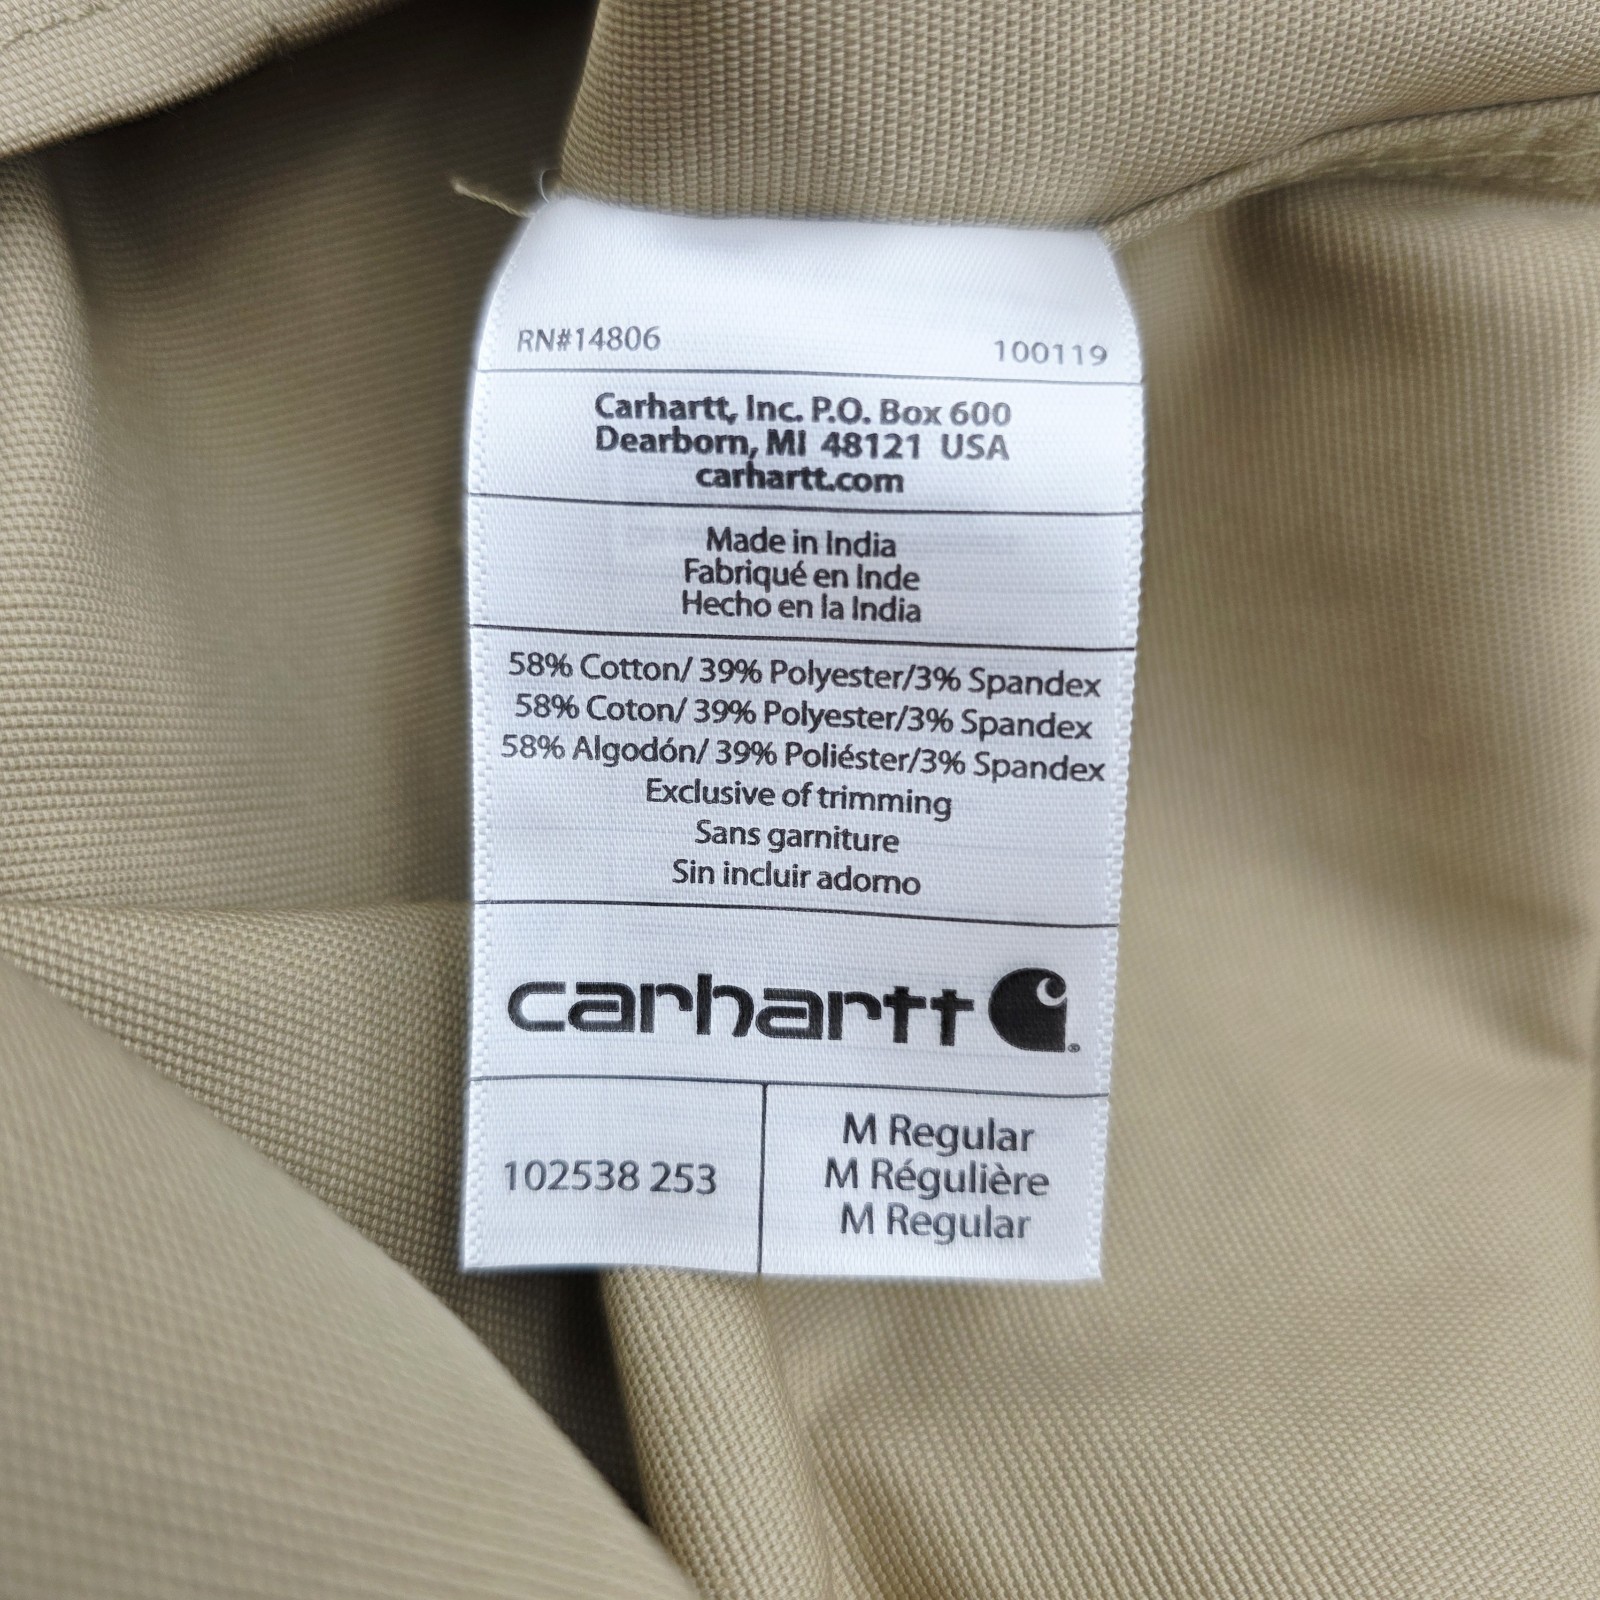 RN#14806 100119
Carhartt, Inc. P.O. Box 600
Dearborn, MI 48121 USA
carhartt.com
Made in India
Fabriqué en Inde
Hecho en la India
58% Cotton/ 39% Polyester/3% Spandex
58% Coton/ 39% Polyester/3% Spandex
58% Algodón/ 39% Poliéster/3% Spandex
Exclusive of trimming
Sans garniture
Sin incluir adorno
carhartt ®
102538 253
M Regular
M Régulière
M Regular